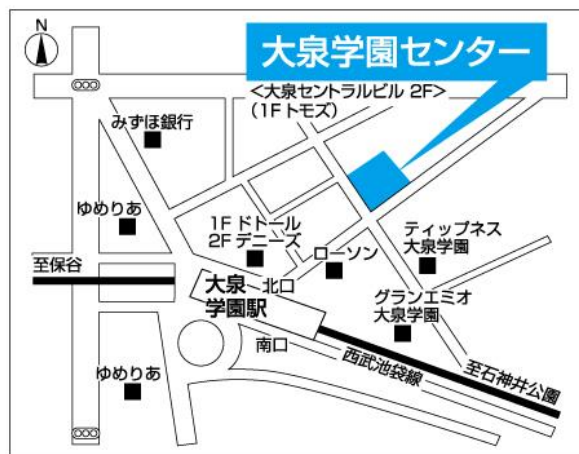 N
大泉学園センター
＜大泉セントラルビル 2F＞
（1F トモズ）
みずほ銀行
ゆめりあ
1F ドトール
2F デニーズ
ローソン
ティップネス
大泉学園
至保谷
大泉
学園駅
北口
グランエミオ
大泉学園
南口
西武池袋線
至石神井公園
ゆめりあ